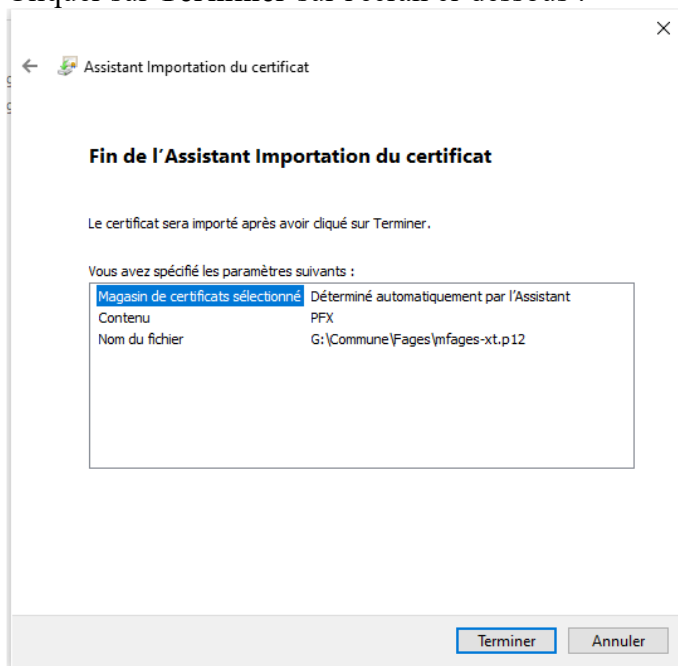 Assistant Importation du certificat
Fin de l'Assistant Importation du certificat
Le certificat sera importé après avoir cliqué sur Terminer.
Vous avez spécifié les paramètres suivants :
Magasin de certificats sélectionné Déterminé automatiquement par l'Assistant
Contenu PFX
Nom du fichier G:\Commune\Fages\mfages-xt.p12
Terminer Annuler